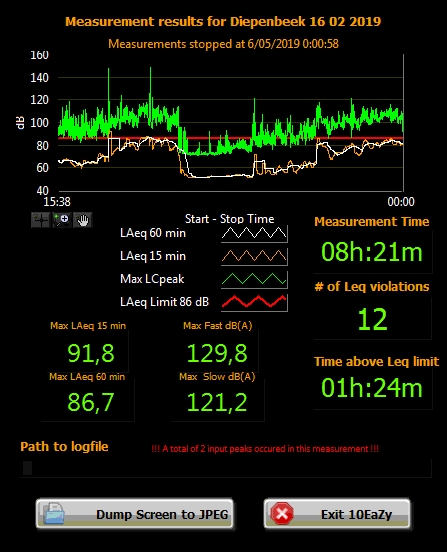 Measurement results for Diepenbeek 16 02 2019
Measurements stopped at 6/05/2019 0:00:58
160
140
120
100
80
60
40
dB
15:38
00:00
Start - Stop Time
LAeq 60 min
LAeq 15 min
Max LCpeak
LAeq Limit 86 dB
Measurement Time
08h:21m
# of Leq violations
12
Time above Leq limit
01h:24m
Max LAeq 15 min
91,8
Max Fast dB(A)
129,8
Max LAeq 60 min
86,7
Max Slow dB(A)
121,2
Path to logfile
!!! A total of 2 input peaks occured in this measurement !!!
Dump Screen to JPEG
Exit 10EaZy